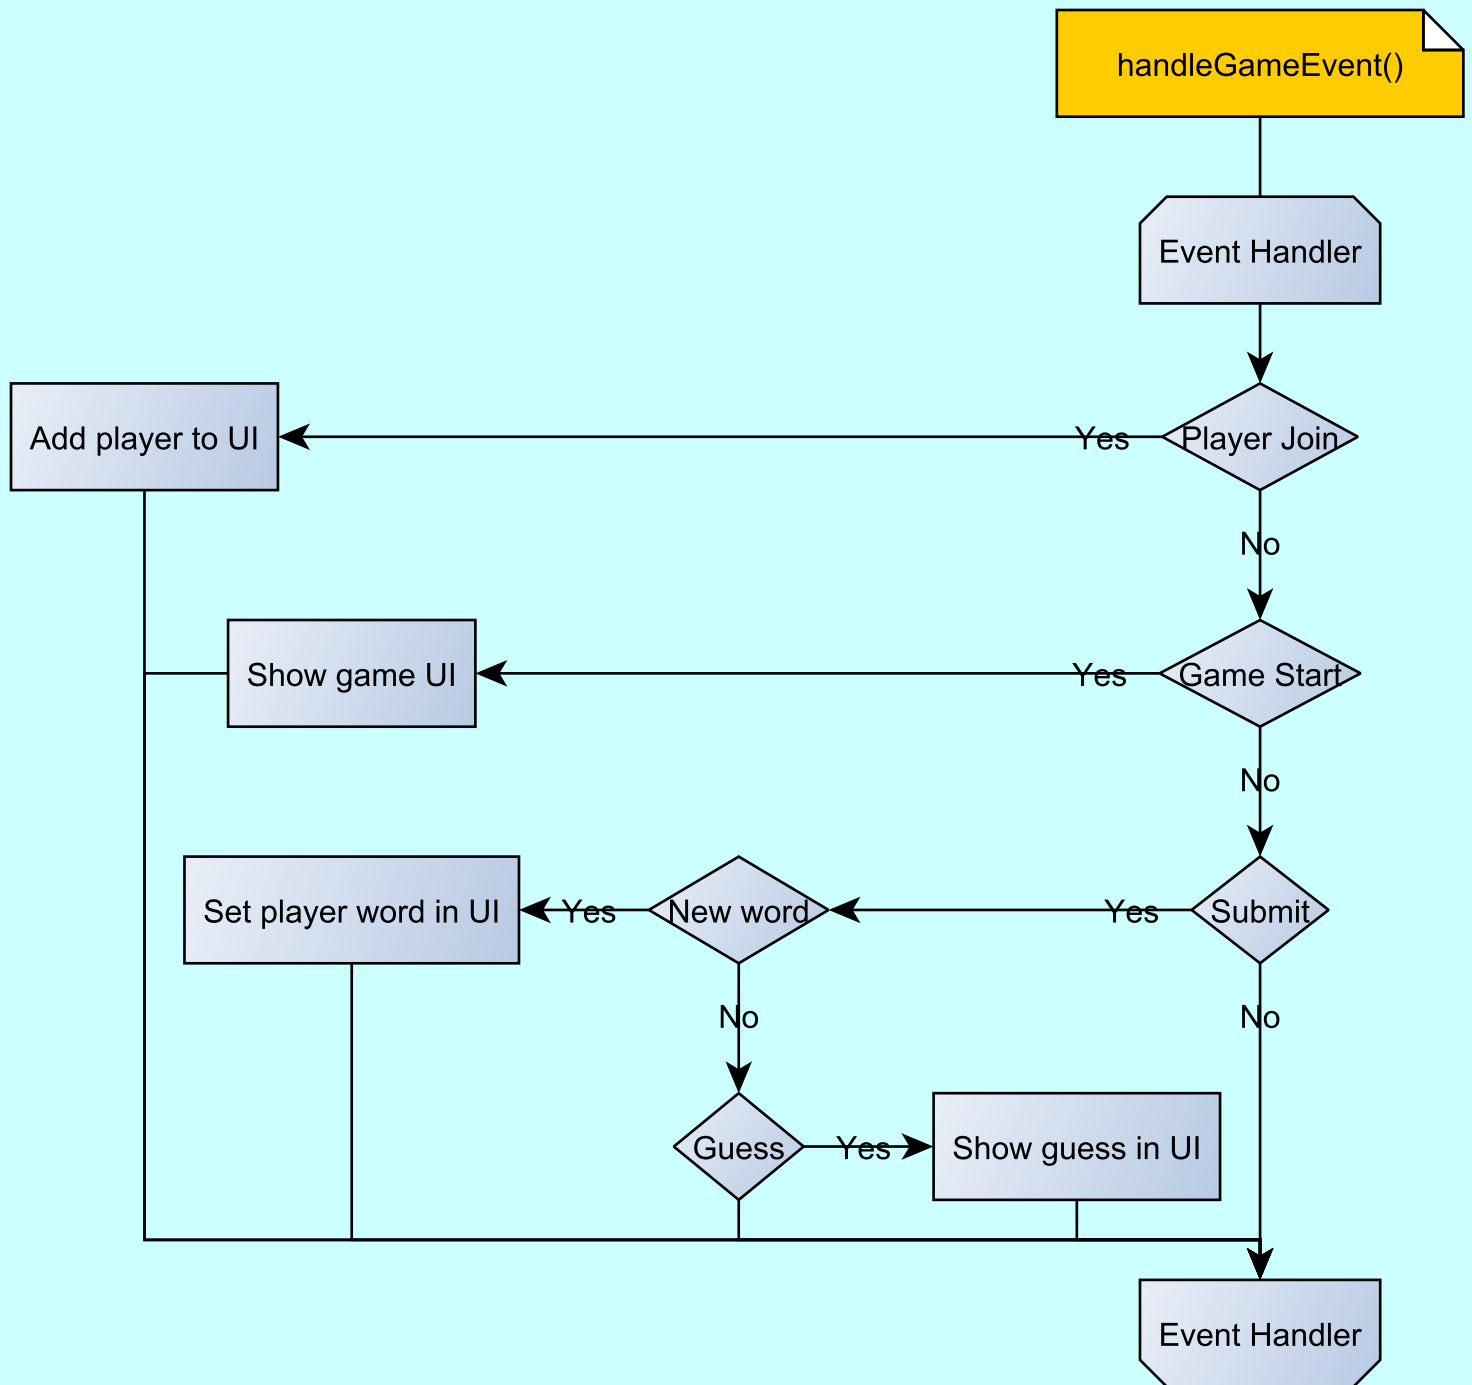 handleGameEvent()
Event Handler
Add player to UI
Yes
Player Join
No
Show game UI
Yes
Game Start
No
Set player word in UI
Yes
New word
Yes
Submit
No
No
Guess
Yes
Show guess in UI
Event Handler